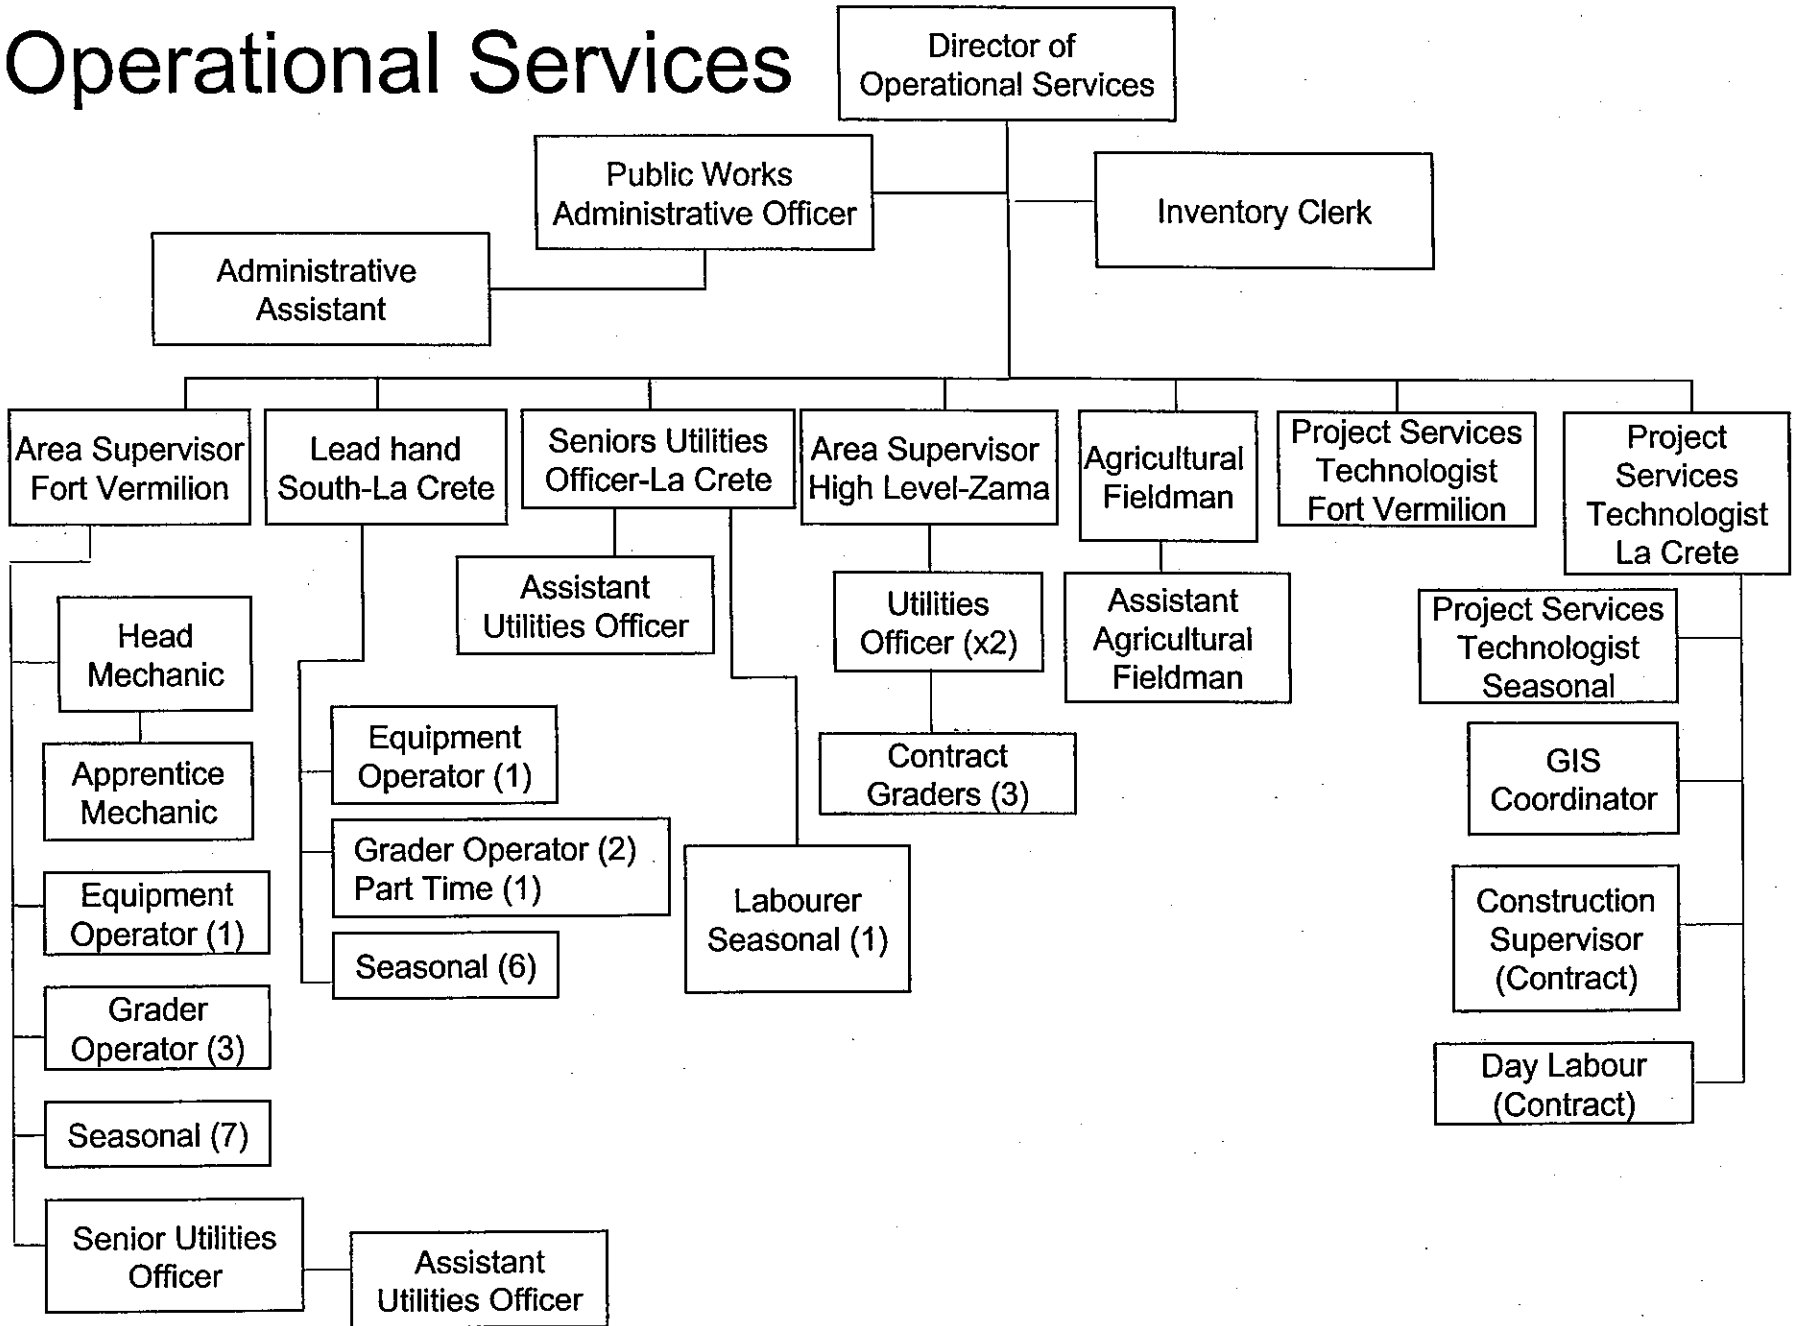 Operational Services
Director of
Operational Services
Public Works
Administrative Officer
Inventory Clerk
Administrative
Assistant
Area Supervisor
Fort Vermilion
Lead hand
South-La Crete
Seniors Utilities
Officer-La Crete
Area Supervisor
High Level-Zama
Agricultural
Fieldman
Project Services
Technologist
Fort Vermilion
Project
Services
Technologist
La Crete
Head
Mechanic
Apprentice
Mechanic
Equipment
Operator (1)
Grader
Operator (3)
Seasonal (7)
Senior Utilities
Officer
Assistant
Utilities Officer
Equipment
Operator (1)
Grader Operator (2)
Part Time (1)
Seasonal (6)
Assistant
Utilities Officer
Labourer
Seasonal (1)
Utilities
Officer (x2)
Contract
Graders (3)
Assistant
Agricultural
Fieldman
Project Services
Technologist
Seasonal
GIS
Coordinator
Construction
Supervisor
(Contract)
Day Labour
(Contract)